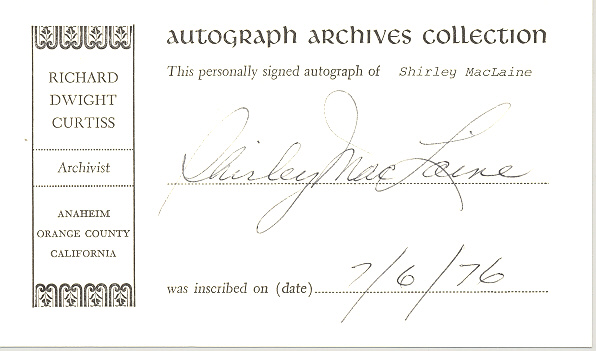 AUTOGRAPH ARCHIVES COLLECTION
RICHARD
DWIGHT
CURTISS
Archivist
ANAHEIM
ORANGE COUNTY
CALIFORNIA
This personally signed autograph of Shirley MacLaine
Shirley MacLaine
was inscribed on (date) 7/6/76